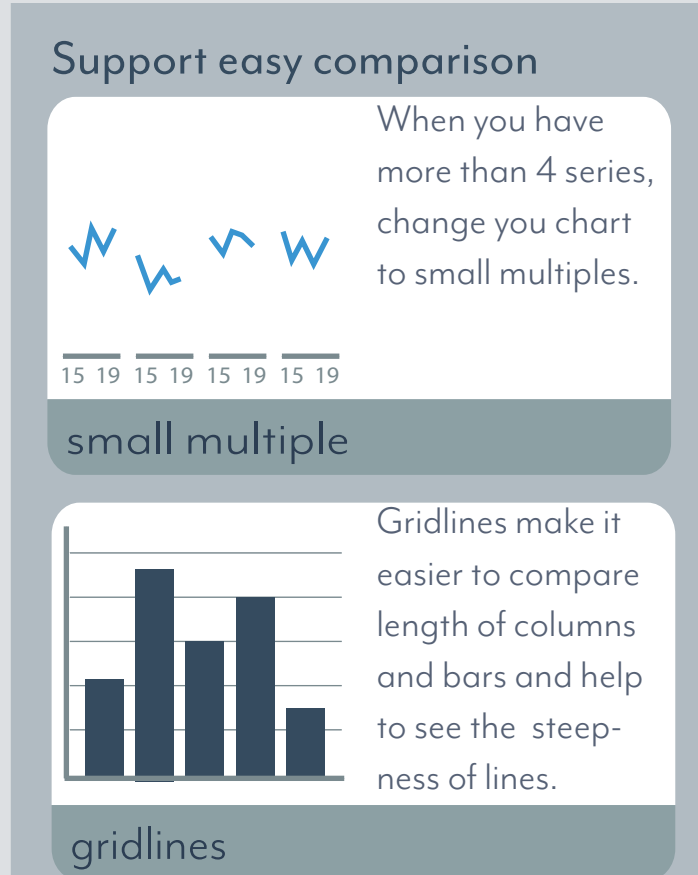 Support easy comparison
When you have
more than 4 series,
change you chart
to small multiples.
15 19 15 19 15 19 15 19
small multiple
Gridlines make it
easier to compare
length of columns
and bars and help
to see the  steep-
ness of lines.
gridlines